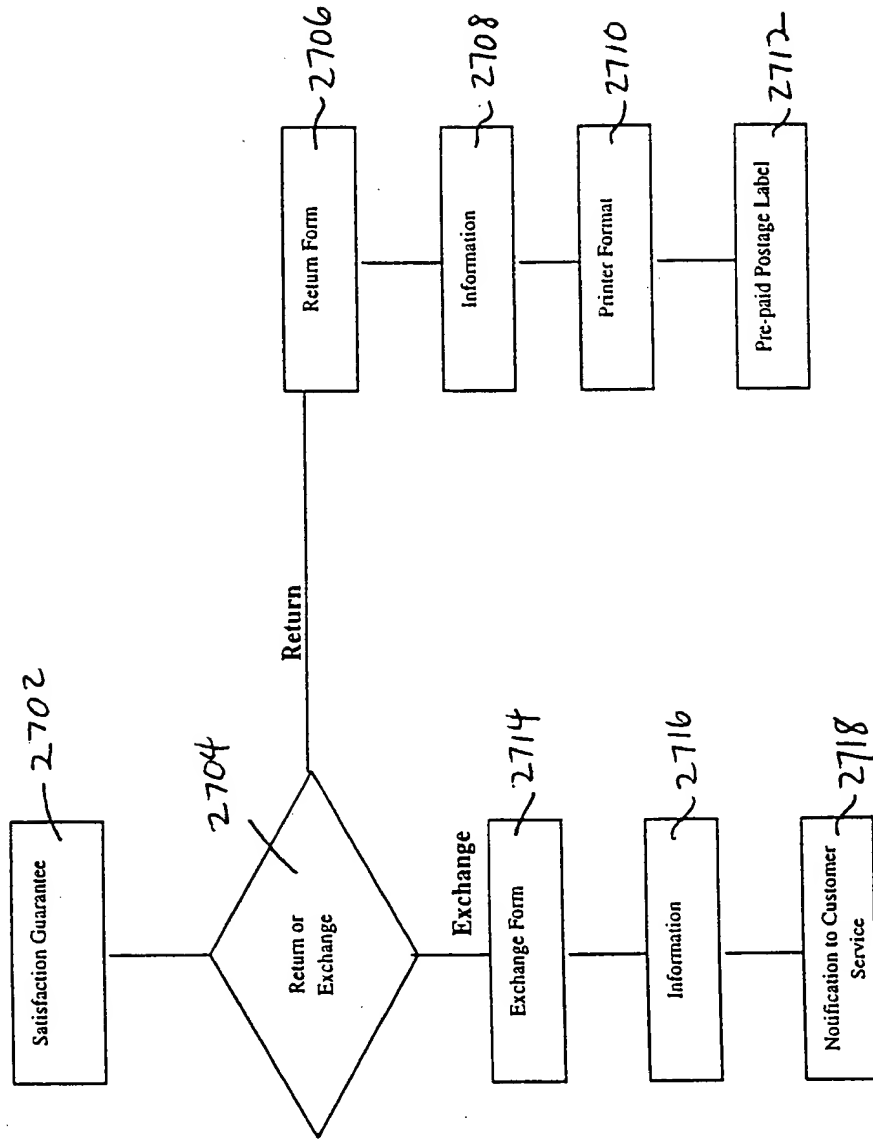 Satisfaction Guarantee
2702
Return or
Exchange
2704
Return
Return Form
2706
Information
2708
Printer Format
2710
Pre-paid Postage Label
2712
Exchange
Exchange Form
2714
Information
2716
Notification to Customer
Service
2718